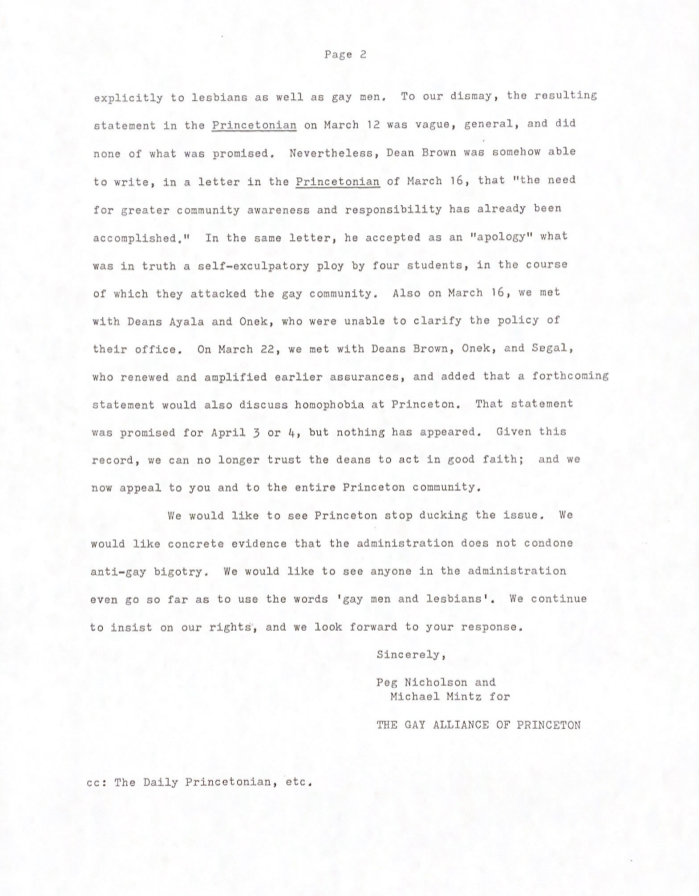 Page 2
explicitly to lesbians as well as gay men. To our dismay, the resulting
statement in the Princetonian on March 12 was vague, general, and did
none of what was promised. Nevertheless, Dean Brown was somehow able
to write, in a letter in the Princetonian of March 16, that "the need
for greater community awareness and responsibility has already been
accomplished." In the same letter, he accepted as an "apology" what
was in truth a self-exculpatory ploy by four students, in the course
of which they attacked the gay community. Also on March 16, we met
with Deans Ayala and Onek, who were unable to clarify the policy of
their office. On March 22, we met with Deans Brown, Onek, and Segal,
who renewed and amplified earlier assurances, and added that a forthcoming
statement would also discuss homophobia at Princeton. That statement
was promised for April 3 or 4, but nothing has appeared. Given this
record, we can no longer trust the deans to act in good faith; and we
now appeal to you and to the entire Princeton community.
We would like to see Princeton stop ducking the issue. We
would like concrete evidence that the administration does not condone
anti-gay bigotry. We would like to see anyone in the administration
even go so far as to use the words 'gay men and lesbians'. We continue
to insist on our rights, and we look forward to your response.
Sincerely,
Peg Nicholson and
Michael Mintz for
THE GAY ALLIANCE OF PRINCETON
cc: The Daily Princetonian, etc.